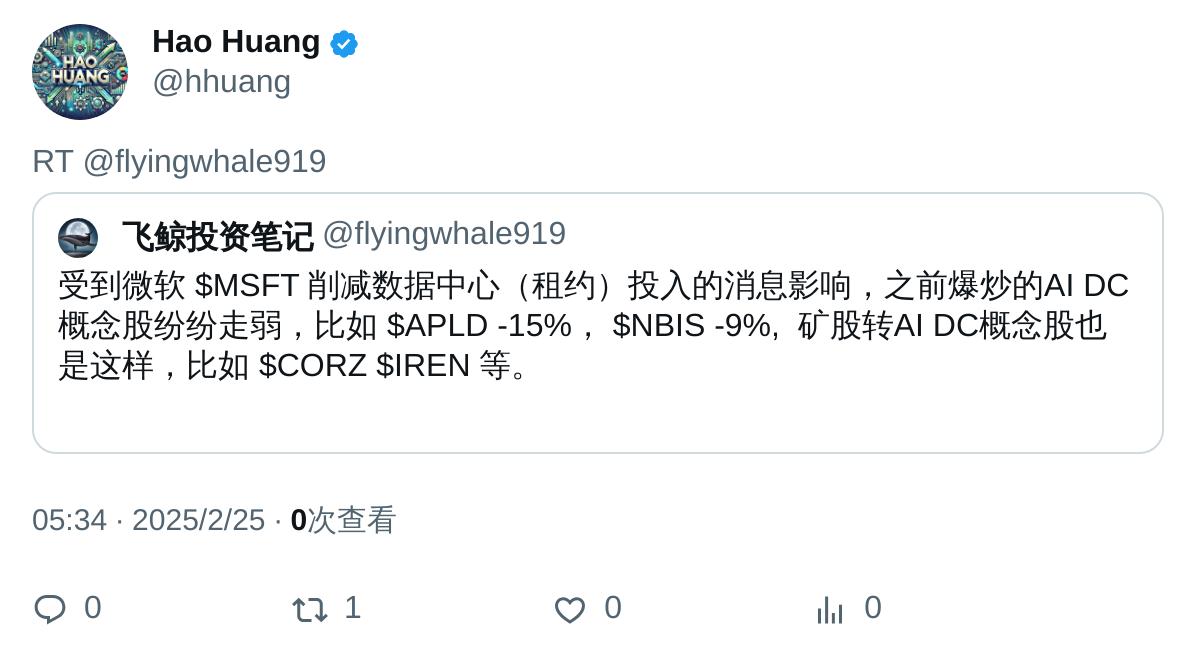 HAO
HUANG
Hao Huang
@hhuang
RT @flyingwhale919
飞鲸投资笔记 @flyingwhale919
受到微软 $MSFT 削减数据中心（租约）投入的消息影响，之前爆炒的AI DC
概念股纷纷走弱，比如 $APLD -15%， $NBIS -9%,  矿股转AI DC概念股也
是这样，比如 $CORZ $IREN 等。
05:34 · 2025/2/25 · 0次查看
0 1 0 0